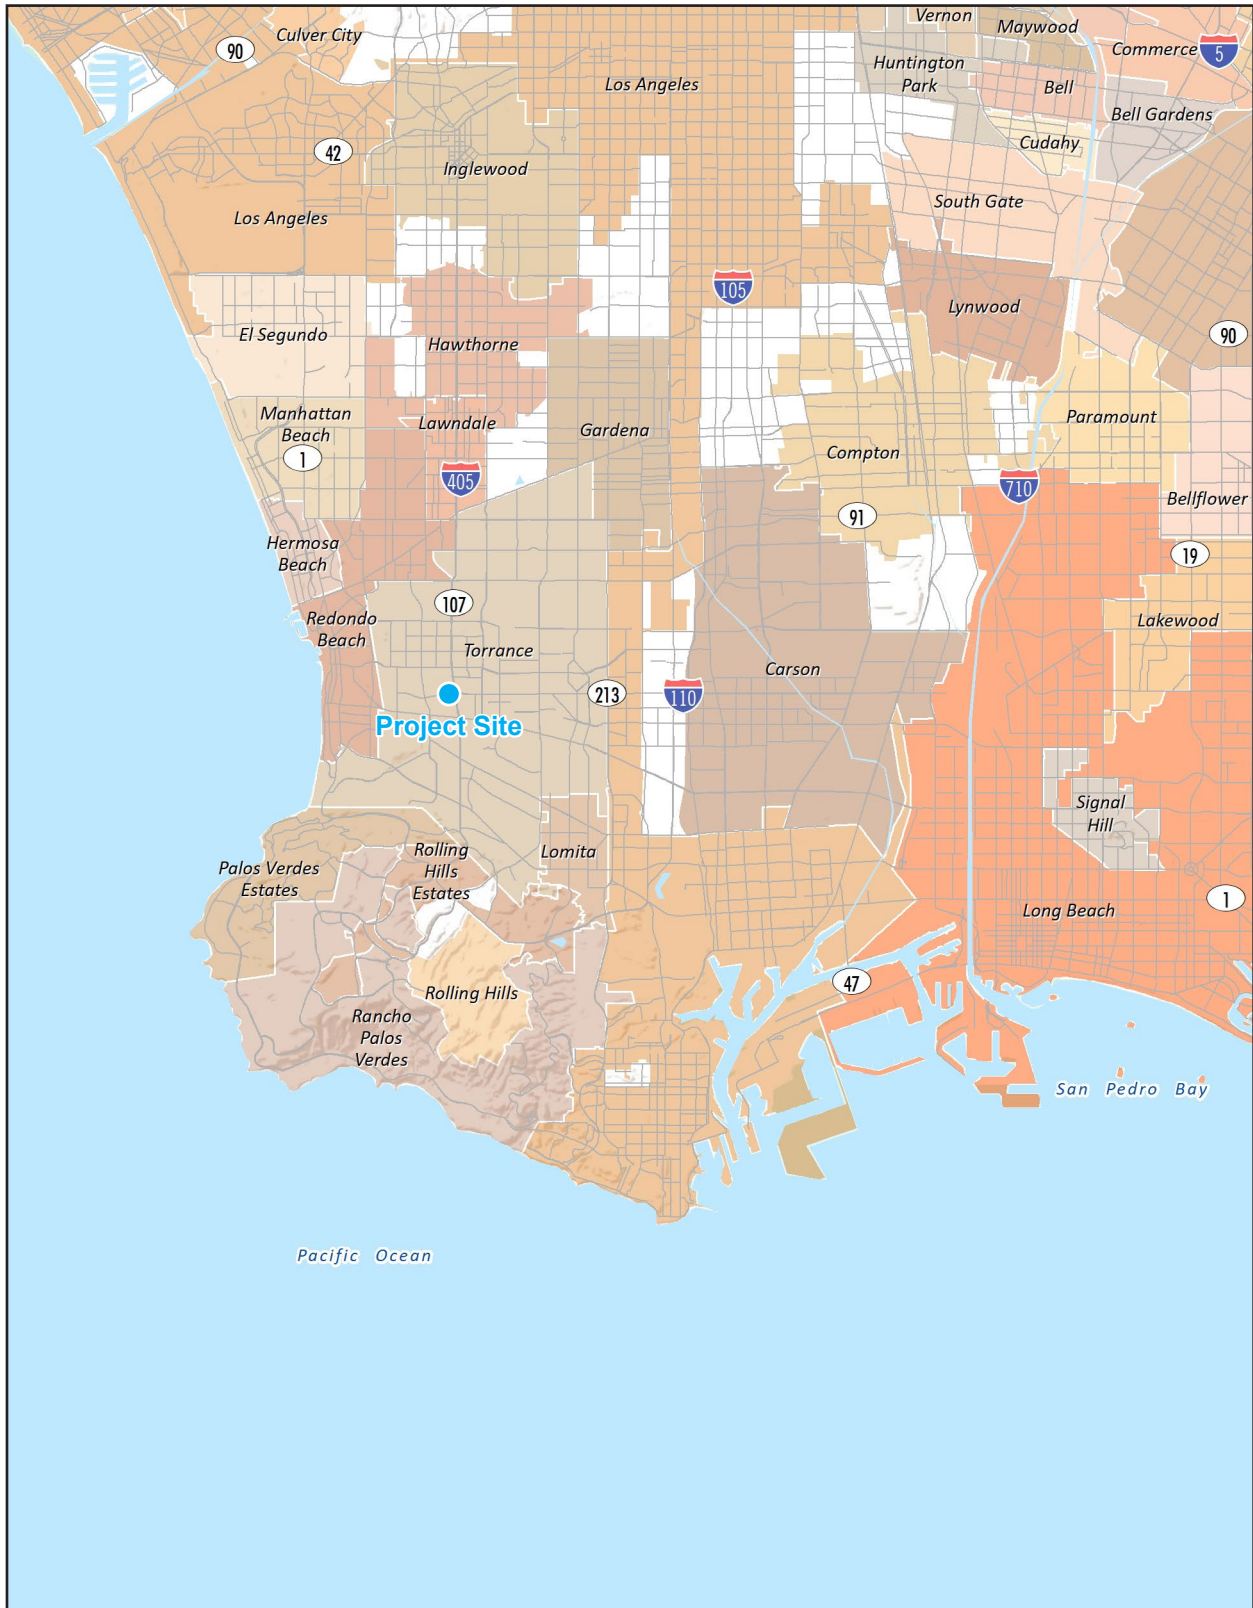 Vernon
Maywood
Culver City
90
Commerce
5
Huntington
Park
Los Angeles
Bell
Bell Gardens
Cudahy
42
Inglewood
South Gate
Los Angeles
105
Lynwood
El Segundo
Hawthorne
90
Manhattan
Beach
Lawndale
Gardena
Paramount
1
Compton
405
710
Bellflower
91
Hermosa
Beach
19
107
Redondo
Beach
Lakewood
Torrance
Carson
213
110
Project Site
Signal
Hill
Rolling
Hills
Estates
Lomita
Palos Verdes
Estates
1
Long Beach
47
Rolling Hills
Rancho
Palos
Verdes
San Pedro Bay
Pacific Ocean